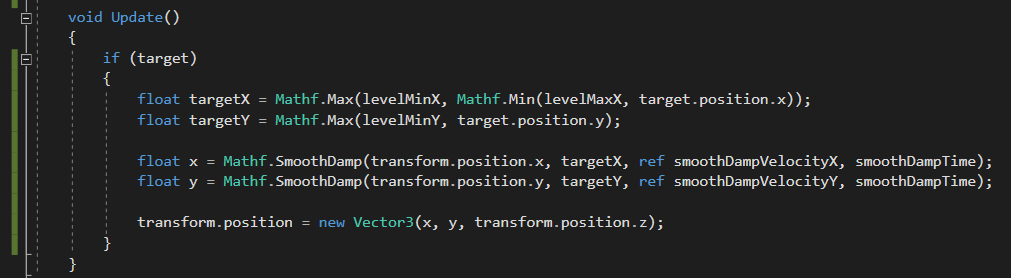 void Update()
{
if (target)
{
float targetX = Mathf.Max(levelMinX, Mathf.Min(levelMaxX, target.position.x));
float targetY = Mathf.Max(levelMinY, target.position.y);
float x = Mathf.SmoothDamp(transform.position.x, targetX, ref smoothDampVelocityX, smoothDampTime);
float y = Mathf.SmoothDamp(transform.position.y, targetY, ref smoothDampVelocityY, smoothDampTime);
transform.position = new Vector3(x, y, transform.position.z);
}
}